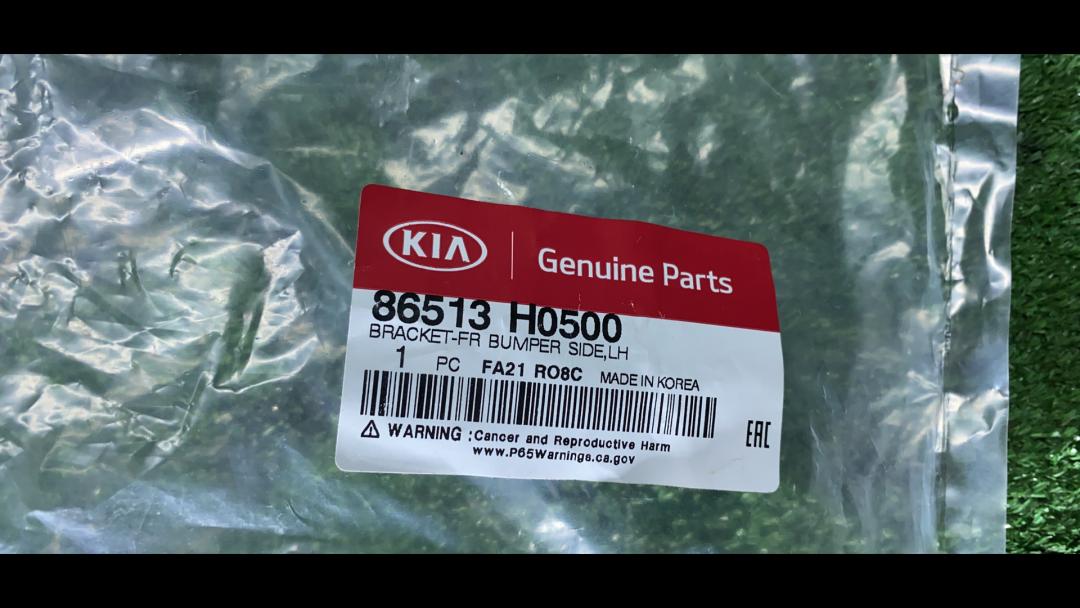 KIA Genuine Parts
86513 H0500
BRACKET-FR BUMPER SIDE,LH
1 PC FA21 RO8C MADE IN KOREA
⚠ WARNING :Cancer and Reproductive Harm
www.P65Warnings.ca.gov
EAC